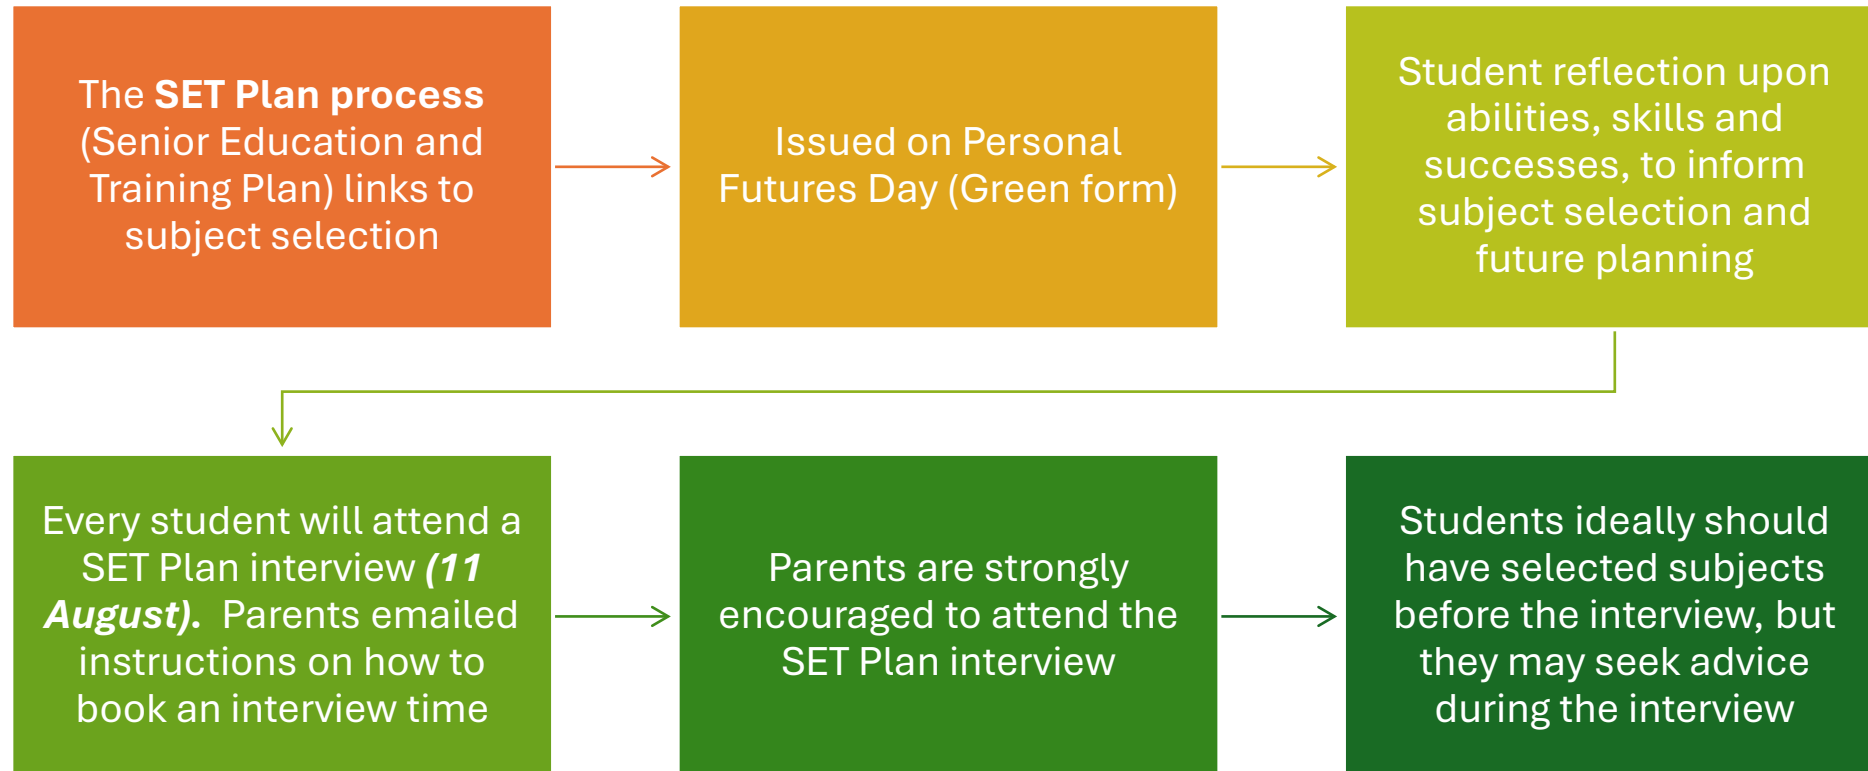 The SET Plan process
(Senior Education and
Training Plan) links to
subject selection
Issued on Personal
Futures Day (Green form)
Student reflection upon
abilities, skills and
successes, to inform
subject selection and
future planning
Every student will attend a
SET Plan interview (11
August).  Parents emailed
instructions on how to
book an interview time
Parents are strongly
encouraged to attend the
SET Plan interview
Students ideally should
have selected subjects
before the interview, but
they may seek advice
during the interview